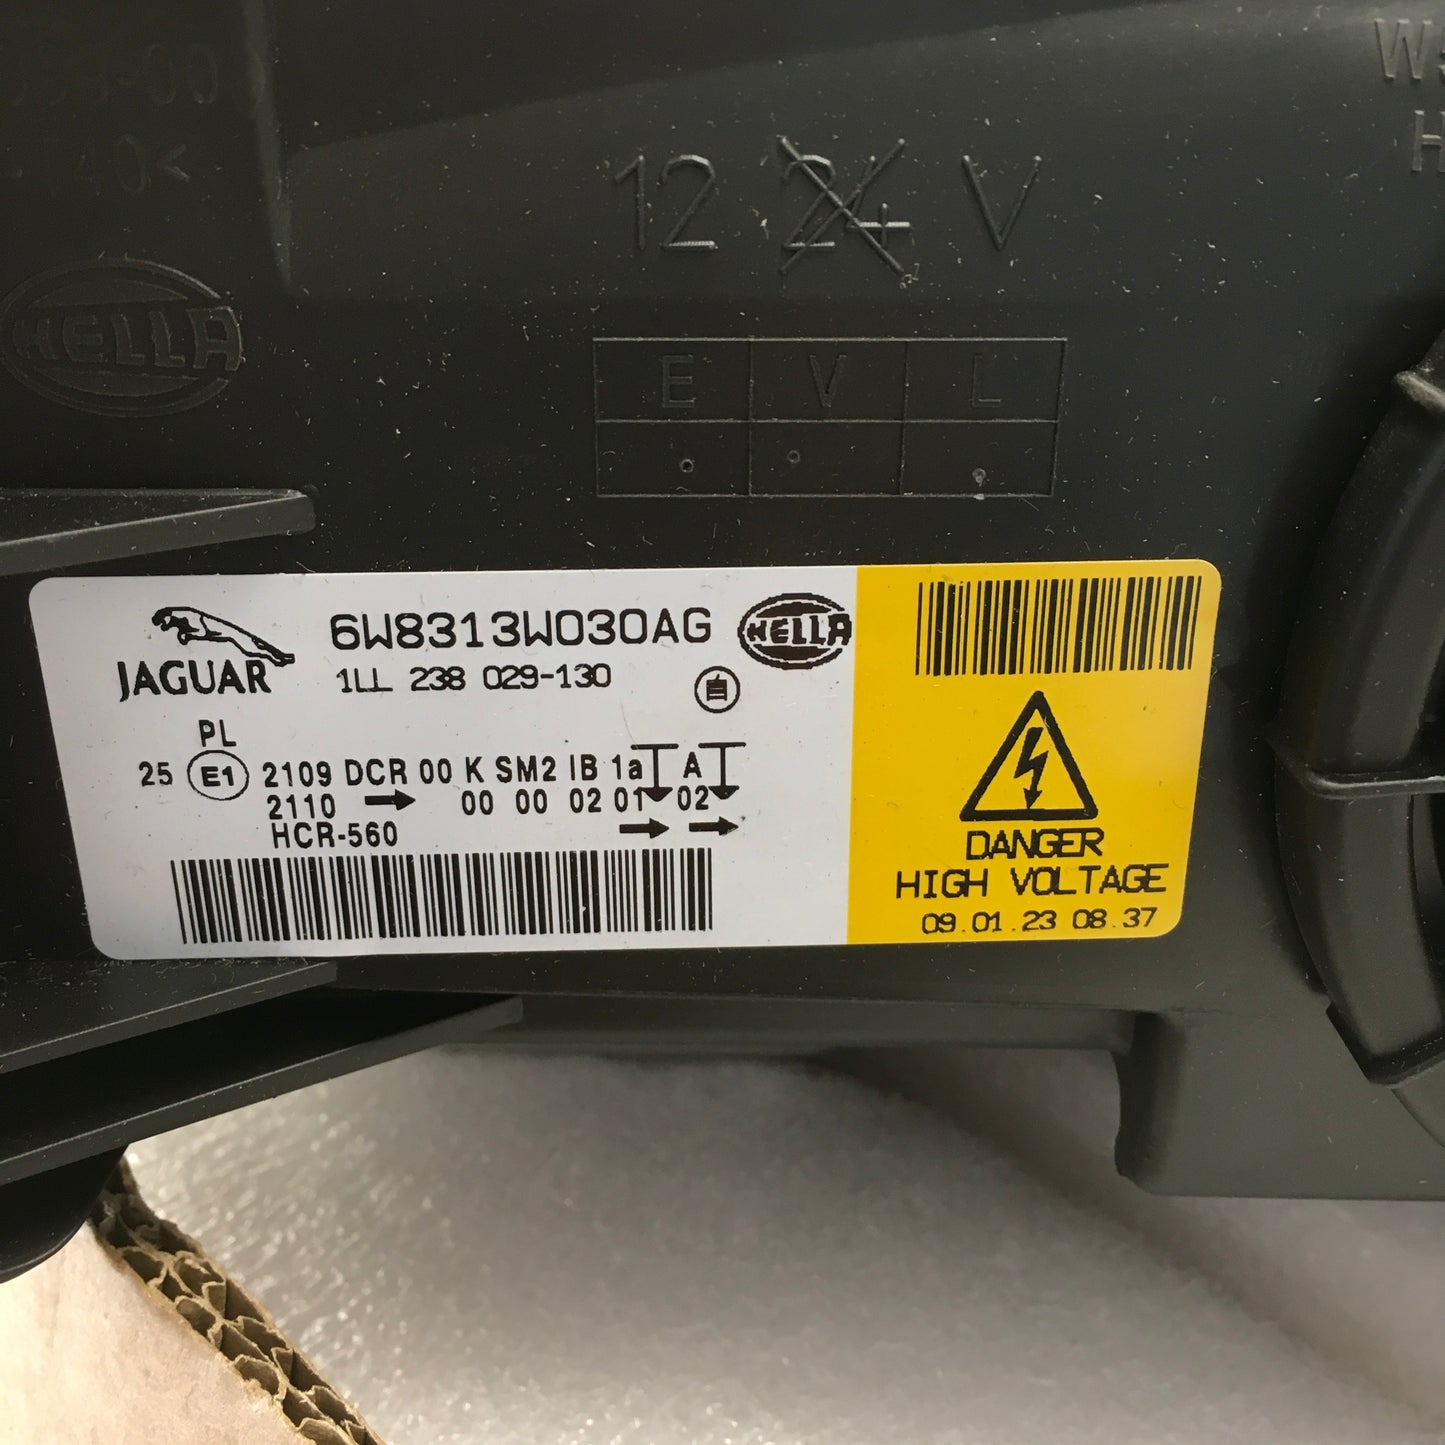 12 24 V
HELLA
E V L
JAGUAR
6W8313W030AG
HELLA
1LL 238 029-130
PL
25 E1 2109 DCR 00 K SM2 IB 1a A
2110 → 00 00 02 01 02
HCR-560
→ →
DANGER
HIGH VOLTAGE
09.01.23 08.37